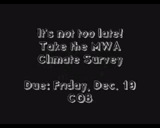 It's not too late!
Take the MWA
Climate Survey
Due: Friday, Dec. 19
COB